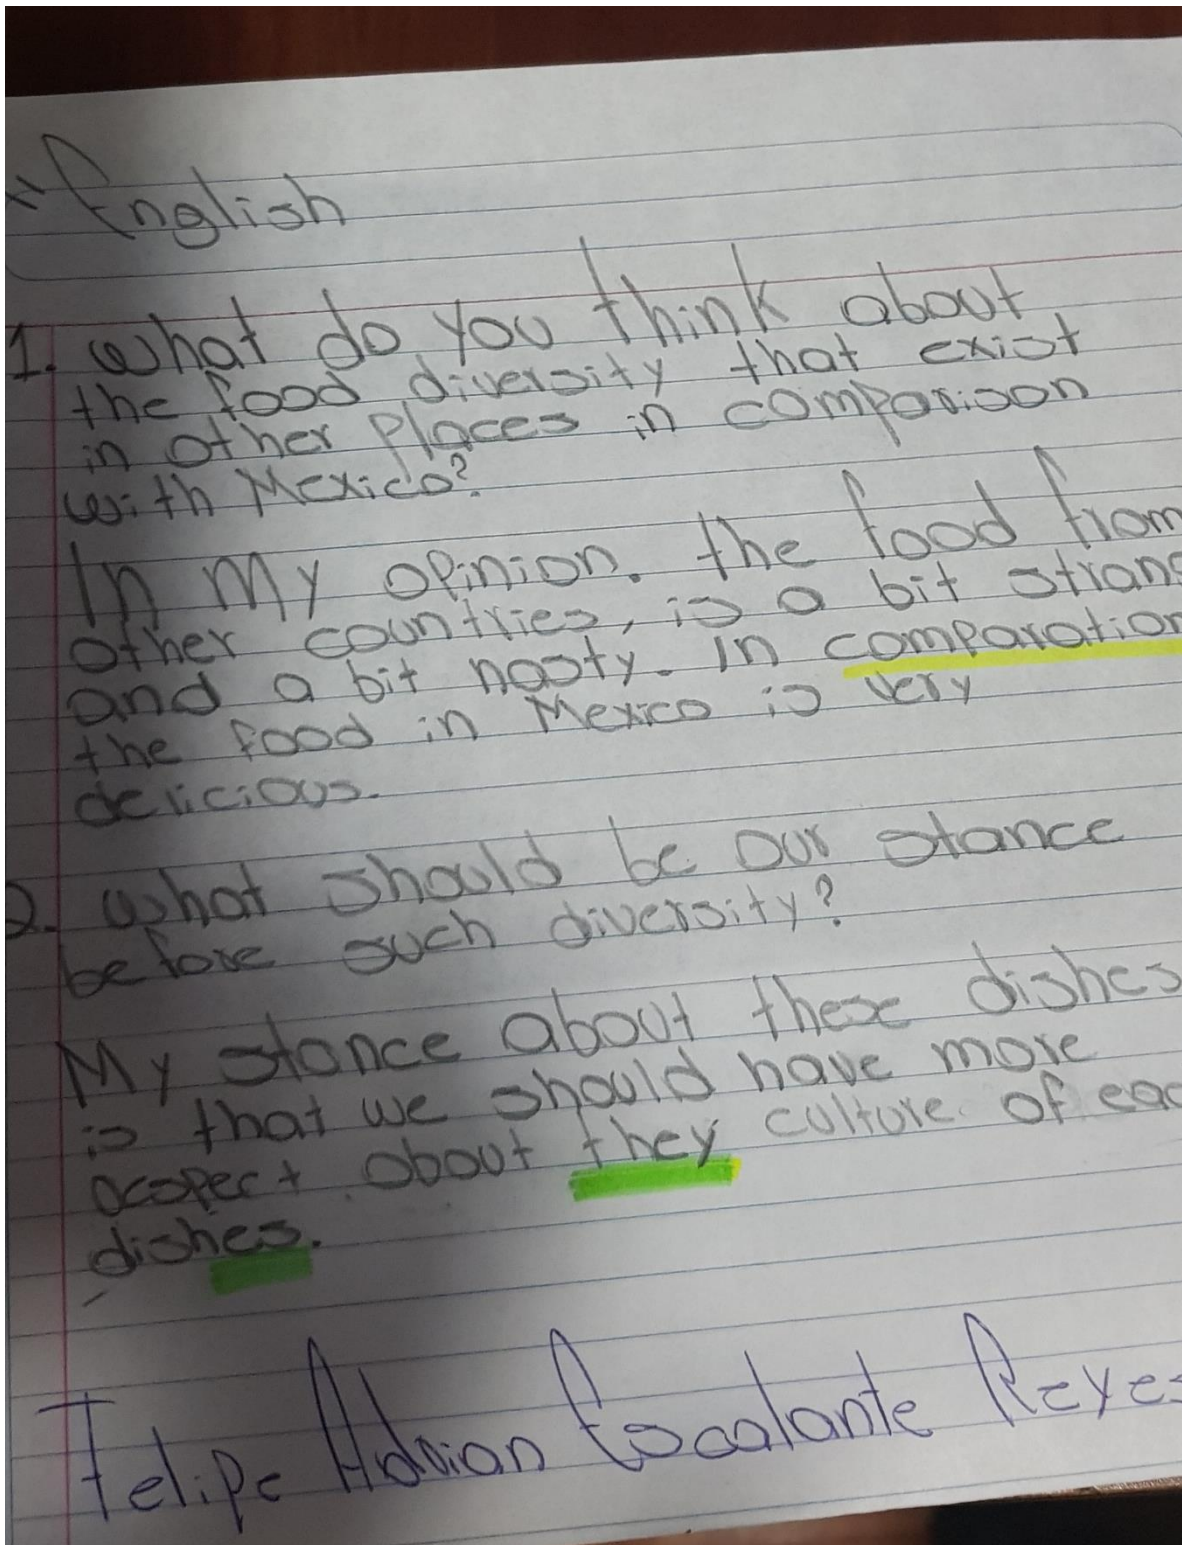 English
1. What do you think about
the food diversity that exist
in other places in comparison
with Mexico?
In my opinion. the food from
other countries, is a bit strang
and a bit nasty. In comparation
the food in Mexico is very
delicious.
2. What should be our stance
before such diversity?
My stance about these dishes
is that we should have more
acspect about they culture of eac
dishes.
Felipe Adrian Escalante Reyes